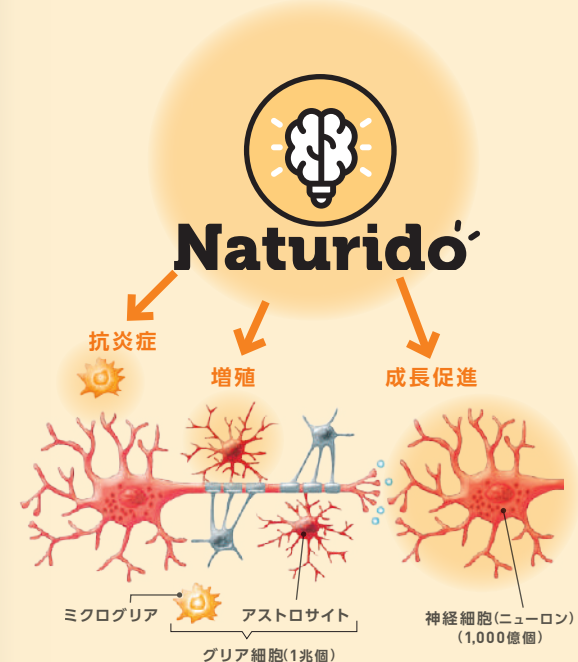 Naturido
抗炎症
増殖
成長促進
ミクログリア
アストロサイト
グリア細胞(1兆個)
神経細胞(ニューロン)
(1,000億個)